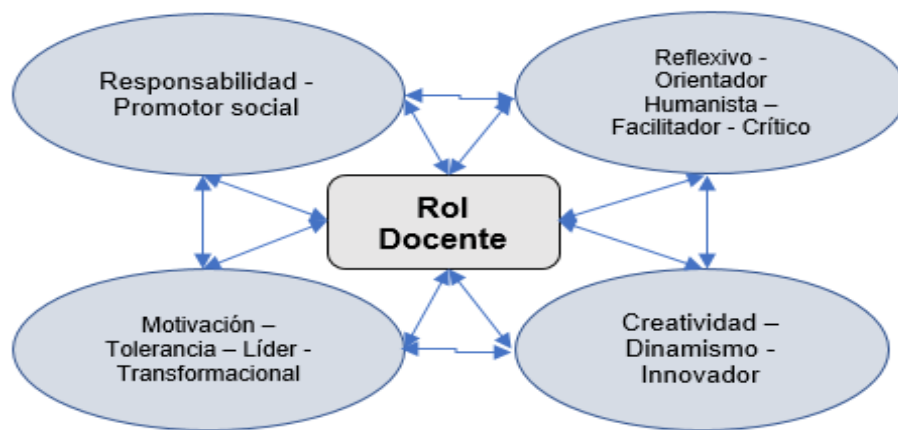 Responsabilidad -
Promotor social
Reflexivo -
Orientador
Humanista –
Facilitador - Crítico
Rol
Docente
Motivación –
Tolerancia – Líder -
Transformacional
Creatividad –
Dinamismo -
Innovador